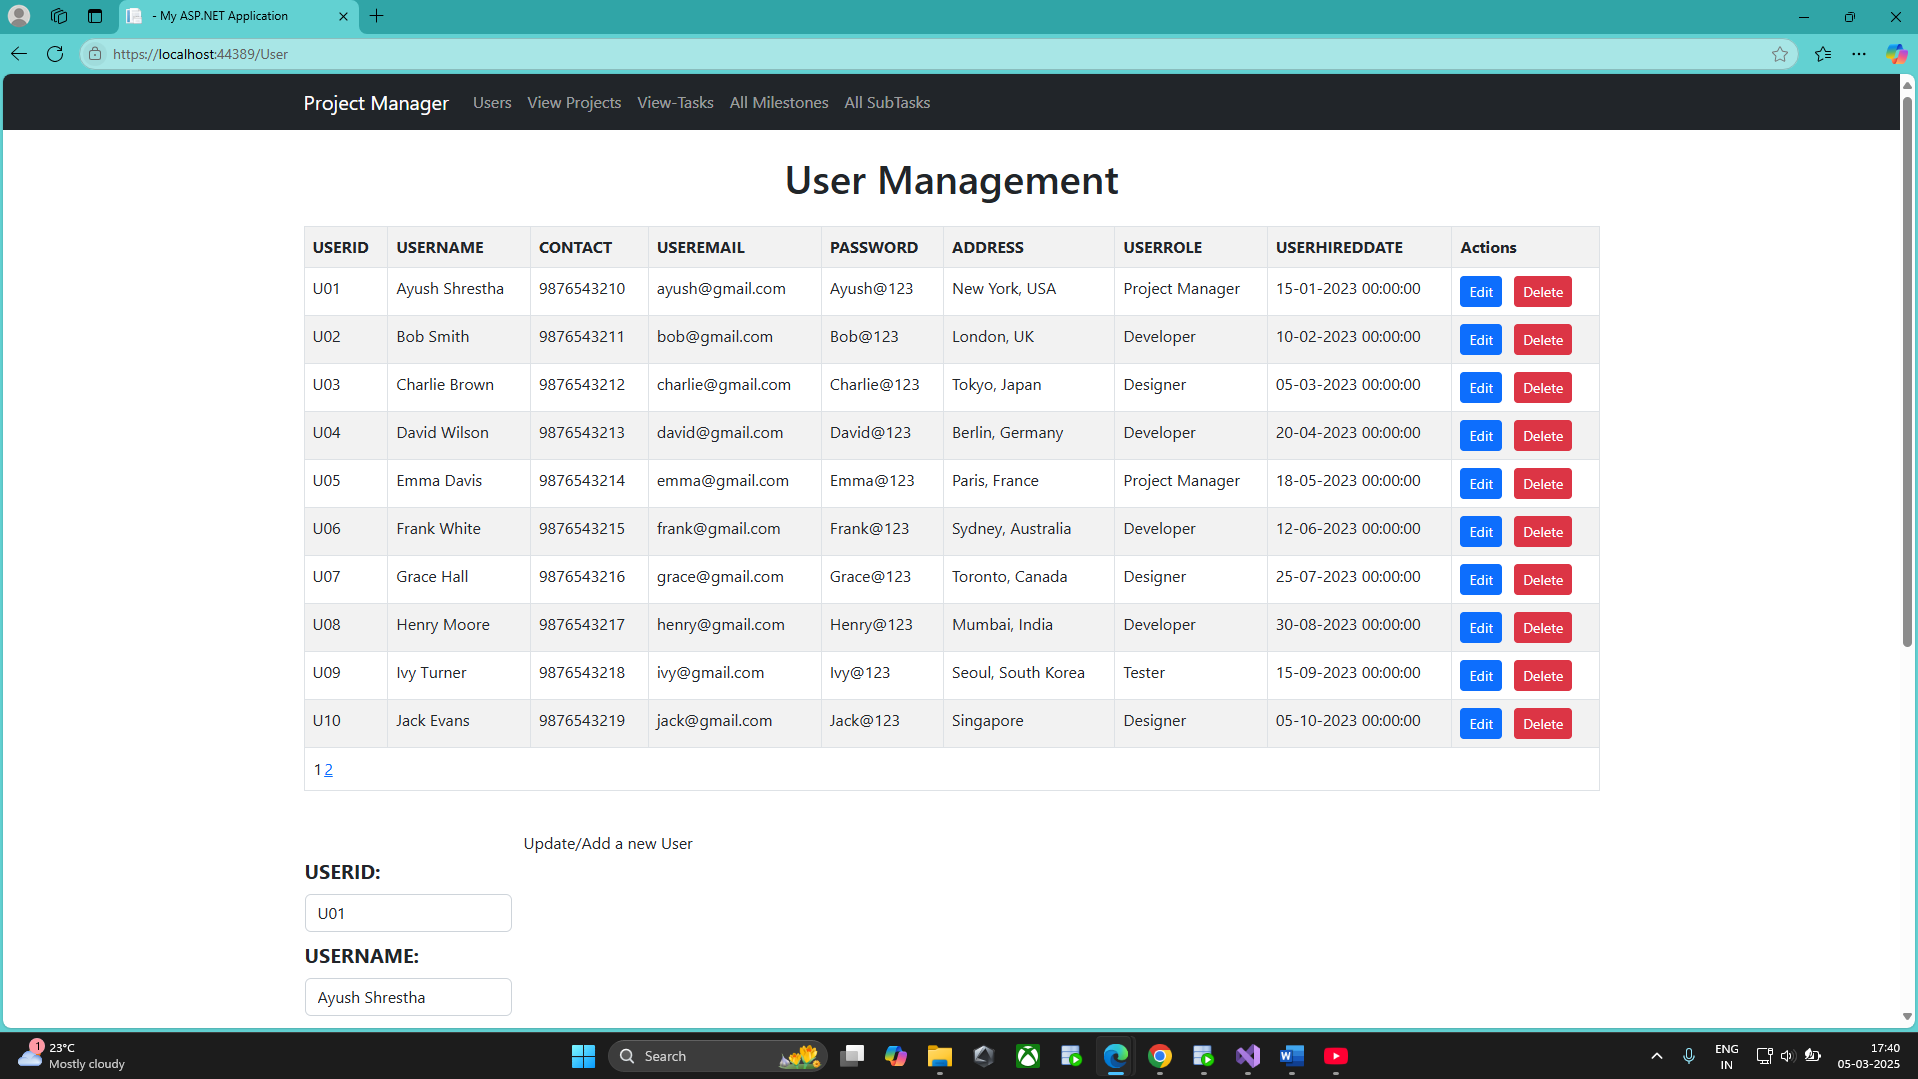 - My ASP.NET Application
https://localhost:44389/User
Project Manager Users View Projects View-Tasks All Milestones All SubTasks
User Management
USERID USERNAME CONTACT USEREMAIL PASSWORD ADDRESS USERROLE USERHIREDDATE Actions
U01 Ayush Shrestha 9876543210 ayush@gmail.com Ayush@123 New York, USA Project Manager 15-01-2023 00:00:00 Edit Delete
U02 Bob Smith 9876543211 bob@gmail.com Bob@123 London, UK Developer 10-02-2023 00:00:00 Edit Delete
U03 Charlie Brown 9876543212 charlie@gmail.com Charlie@123 Tokyo, Japan Designer 05-03-2023 00:00:00 Edit Delete
U04 David Wilson 9876543213 david@gmail.com David@123 Berlin, Germany Developer 20-04-2023 00:00:00 Edit Delete
U05 Emma Davis 9876543214 emma@gmail.com Emma@123 Paris, France Project Manager 18-05-2023 00:00:00 Edit Delete
U06 Frank White 9876543215 frank@gmail.com Frank@123 Sydney, Australia Developer 12-06-2023 00:00:00 Edit Delete
U07 Grace Hall 9876543216 grace@gmail.com Grace@123 Toronto, Canada Designer 25-07-2023 00:00:00 Edit Delete
U08 Henry Moore 9876543217 henry@gmail.com Henry@123 Mumbai, India Developer 30-08-2023 00:00:00 Edit Delete
U09 Ivy Turner 9876543218 ivy@gmail.com Ivy@123 Seoul, South Korea Tester 15-09-2023 00:00:00 Edit Delete
U10 Jack Evans 9876543219 jack@gmail.com Jack@123 Singapore Designer 05-10-2023 00:00:00 Edit Delete
1 2
Update/Add a new User
USERID:
U01
USERNAME:
Ayush Shrestha
1
23°C
Mostly cloudy
Search
ENG
IN
17:40
05-03-2025